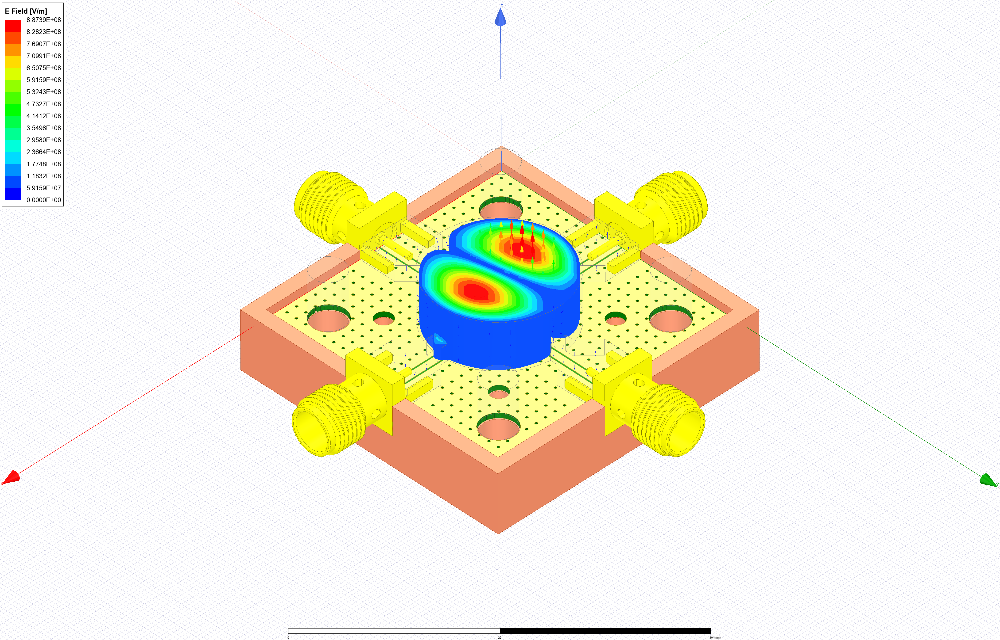 E Field [V/m]
8.8739E+08
8.2823E+08
7.6907E+08
7.0991E+08
6.5075E+08
5.9159E+08
5.3243E+08
4.7327E+08
4.1412E+08
3.5496E+08
2.9580E+08
2.3664E+08
1.7748E+08
1.1832E+08
5.9159E+07
0.0000E+00
Z
X
Y
0 20 40 (mm)